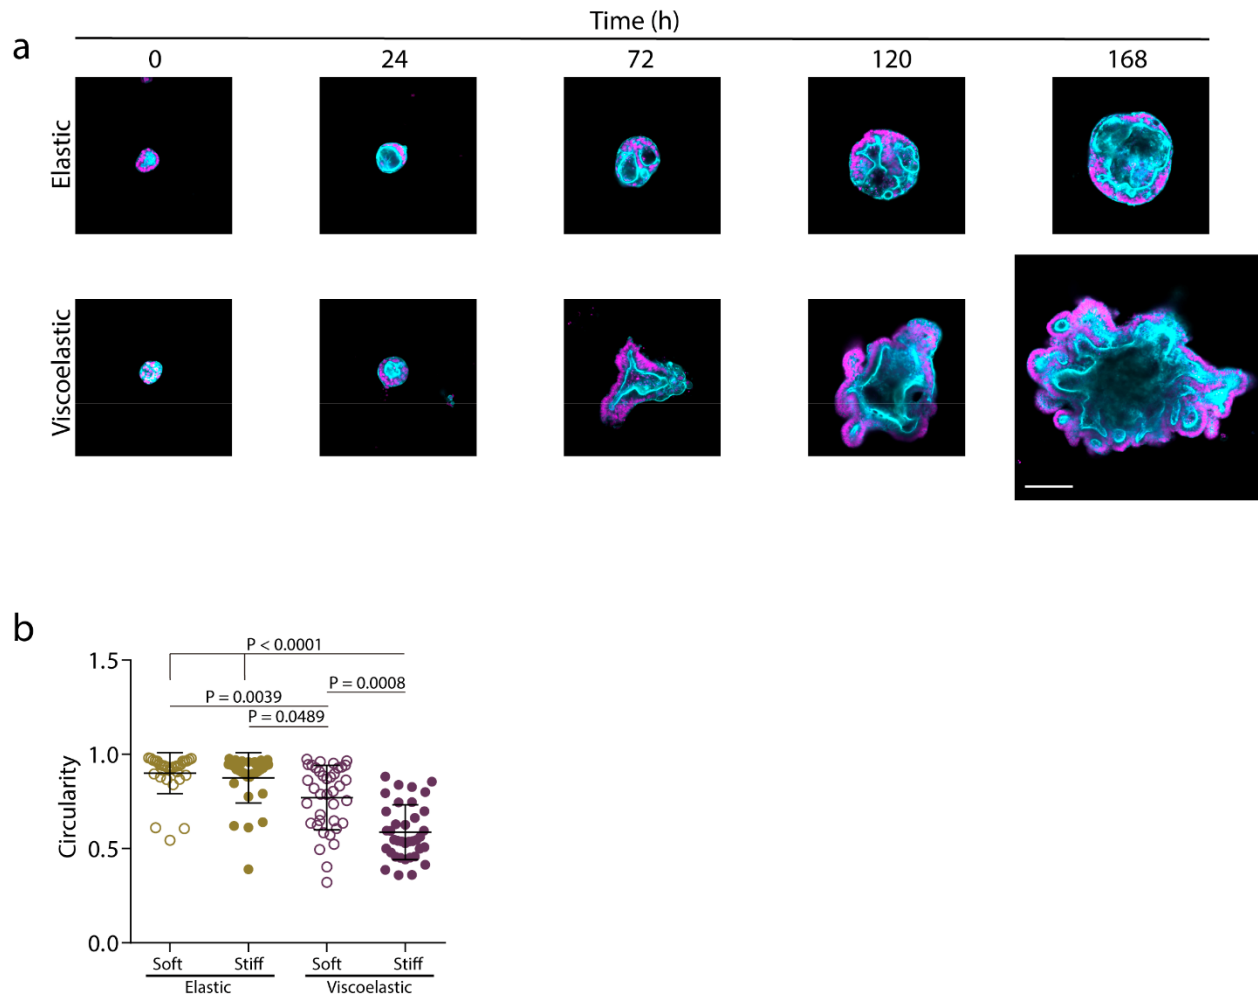 Time (h)
a
0 24 72 120 168
Elastic
Viscoelastic
b
P < 0.0001
P = 0.0008
P = 0.0039
P = 0.0489
1.5
1.0
0.5
0.0
Circularity
Soft Stiff Soft Stiff
Elastic Viscoelastic